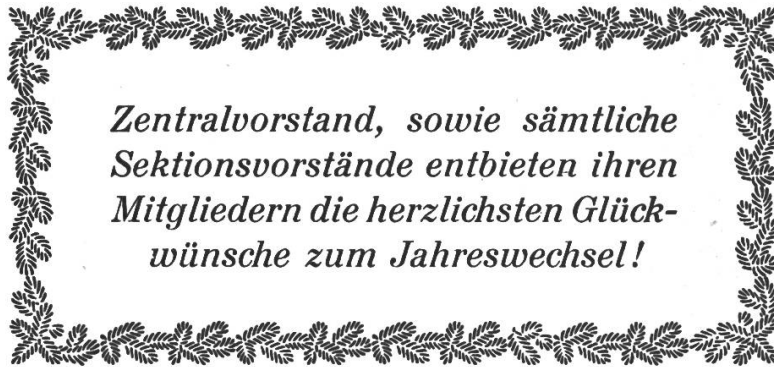 Zentralvorstand, sowie sämtliche
Sektionsvorstände entbieten ihren
Mitgliedern die herzlichsten Glück-
wünsche zum Jahreswechsel!